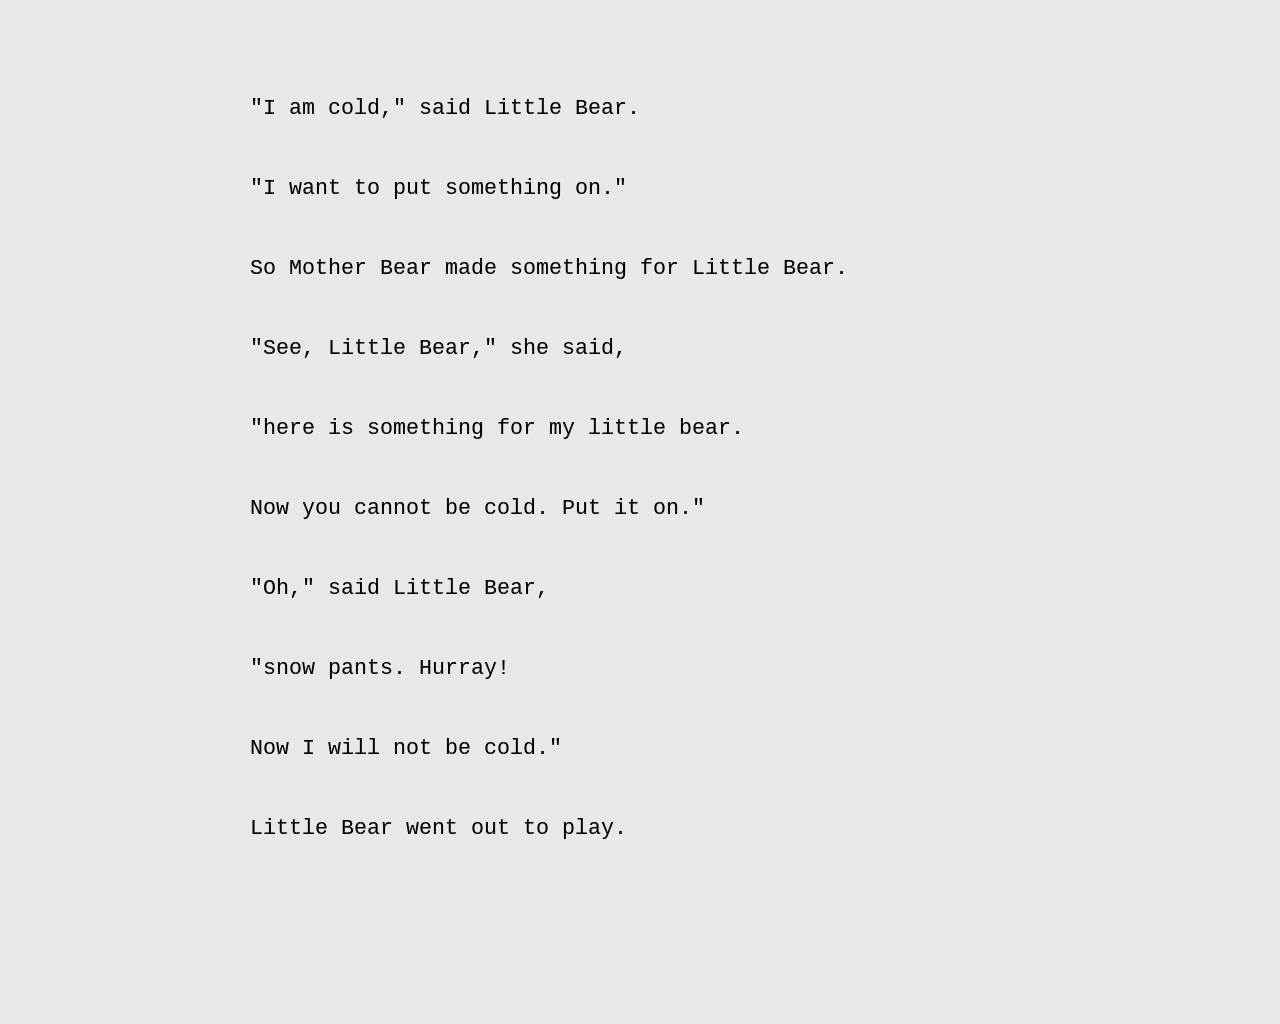 "I am cold," said Little Bear.
"I want to put something on."
So Mother Bear made something for Little Bear.
"See, Little Bear," she said,
"here is something for my little bear.
Now you cannot be cold. Put it on."
"Oh," said Little Bear,
"snow pants. Hurray!
Now I will not be cold."
Little Bear went out to play.